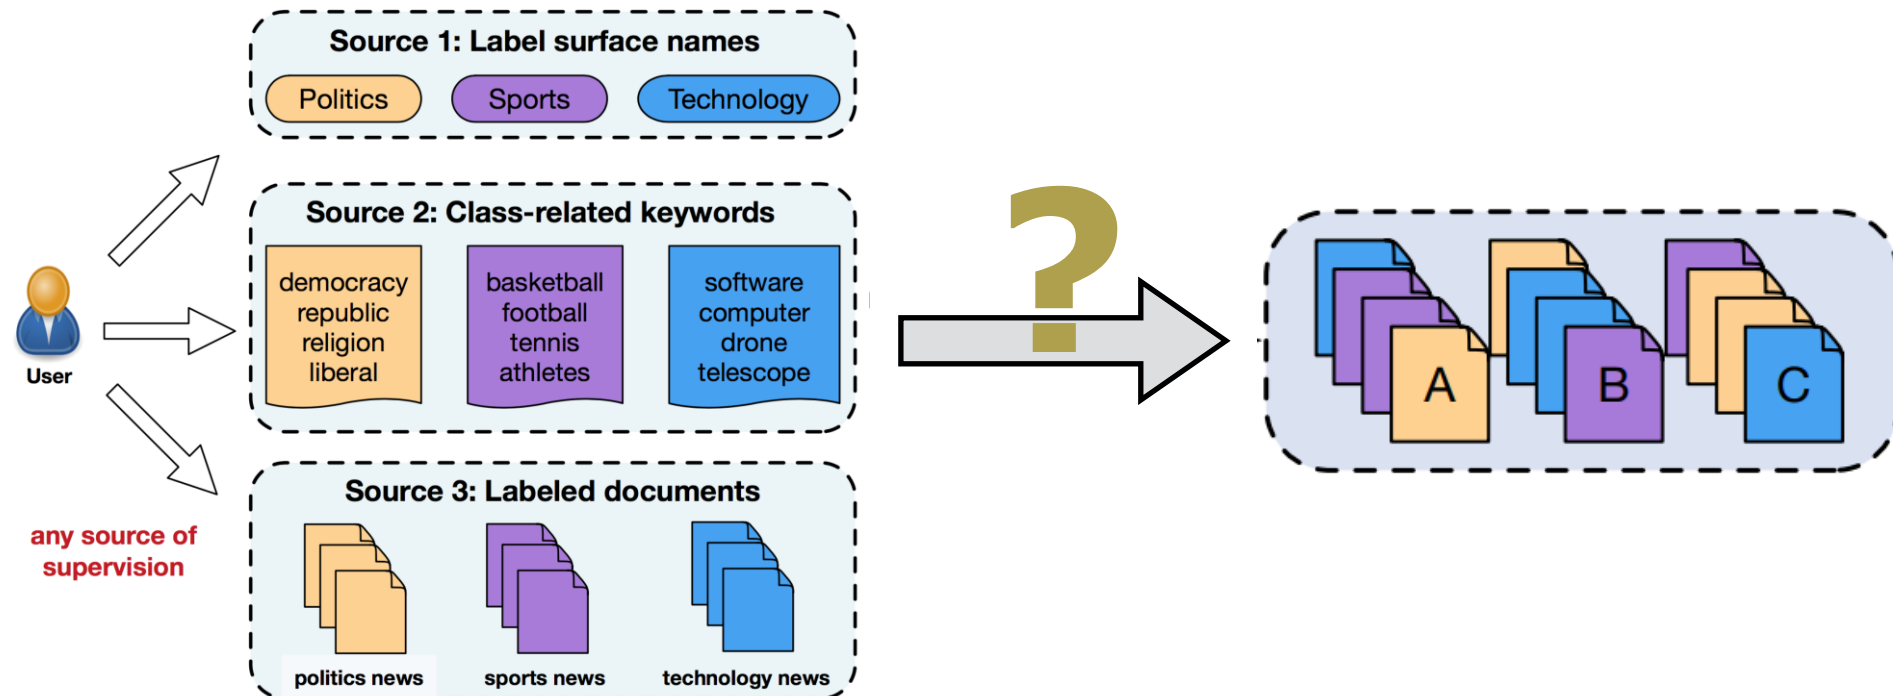 Source 1: Label surface names
Politics
Sports
Technology
Source 2: Class-related keywords
democracy
republic
religion
liberal
basketball
football
tennis
athletes
software
computer
drone
telescope
User
any source of
supervision
Source 3: Labeled documents
politics news
sports news
technology news
?
A
B
C